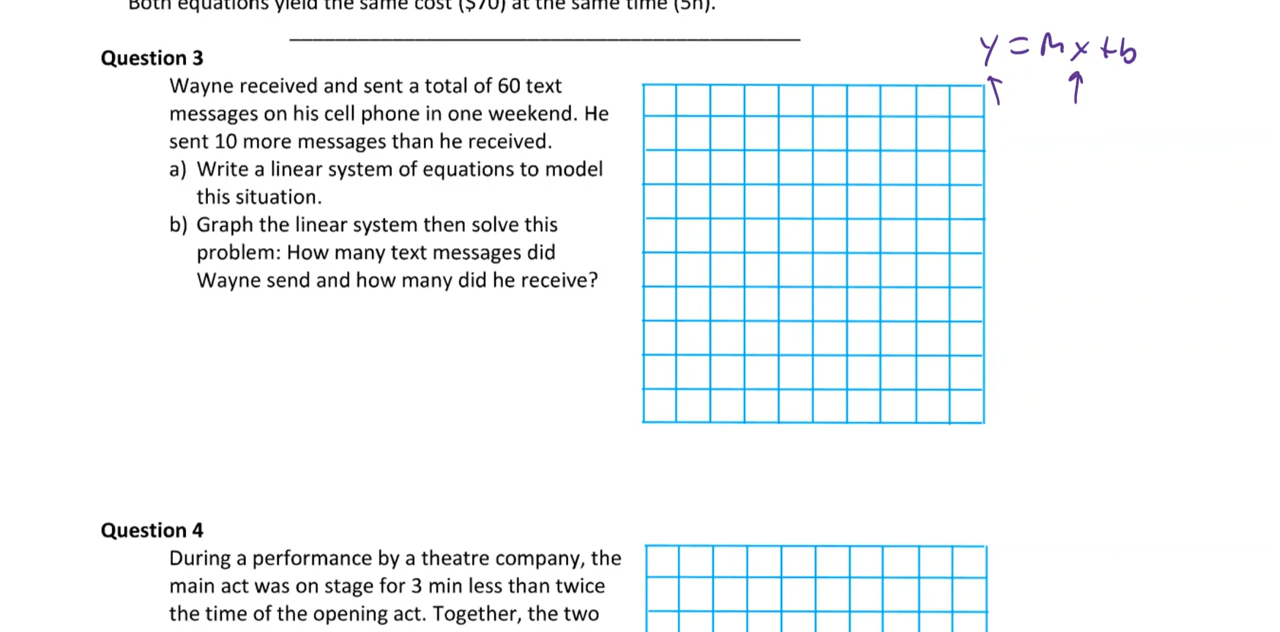 Both equations yield the same cost ($70) at the same time (5h).
Question 3
y = mx + b
Wayne received and sent a total of 60 text
messages on his cell phone in one weekend. He
sent 10 more messages than he received.
a) Write a linear system of equations to model
this situation.
b) Graph the linear system then solve this
problem: How many text messages did
Wayne send and how many did he receive?
Question 4
During a performance by a theatre company, the
main act was on stage for 3 min less than twice
the time of the opening act. Together, the two